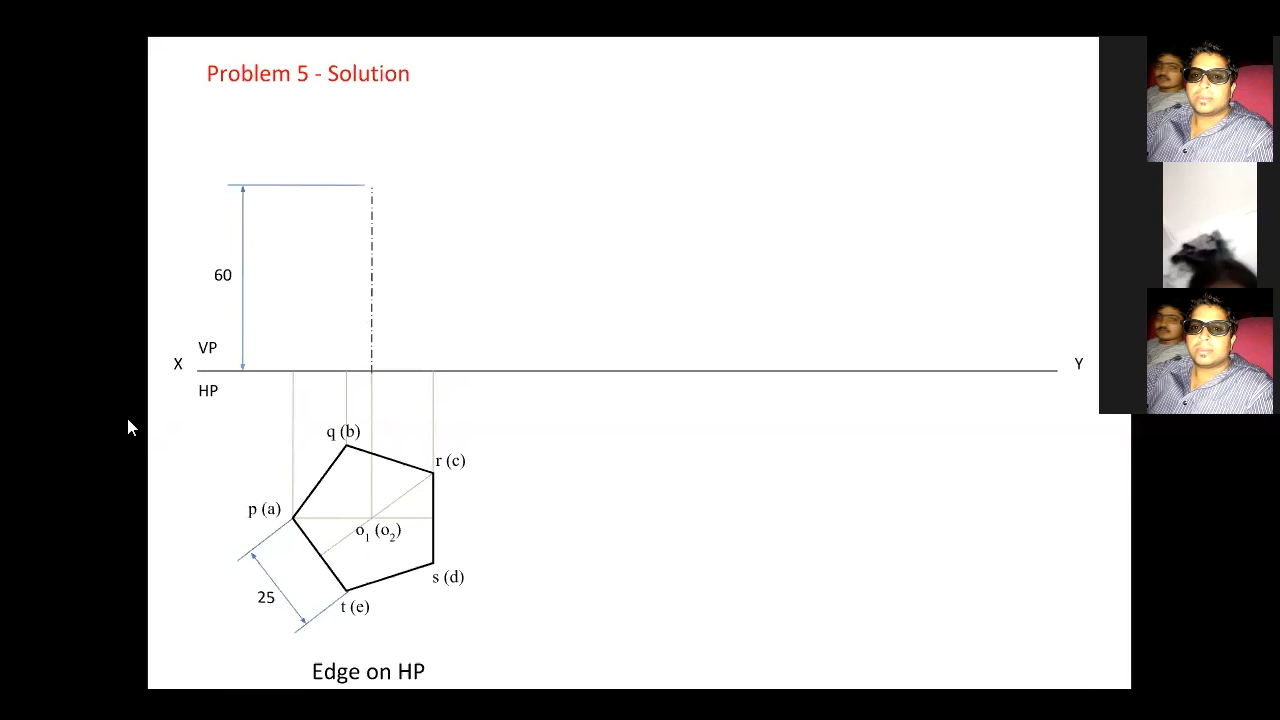 Problem 5 - Solution
60
VP
X
Y
HP
q (b)
r (c)
p (a)
o1 (o2)
s (d)
25
t (e)
Edge on HP